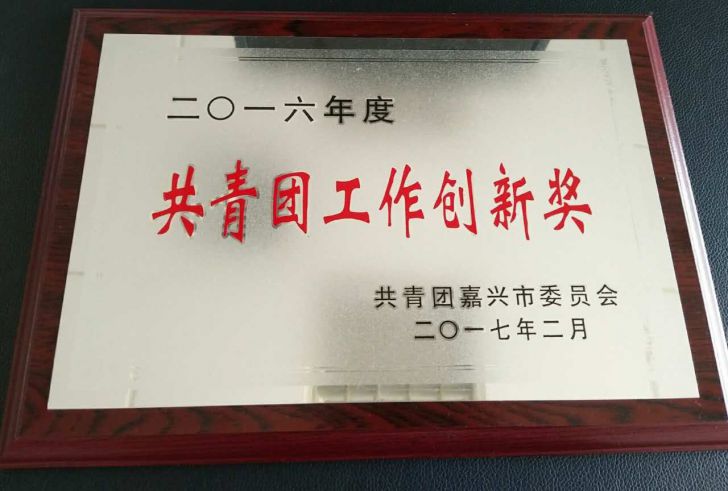 二〇一六年度
共青团工作创新奖
共青团嘉兴市委员会
二〇一七年二月